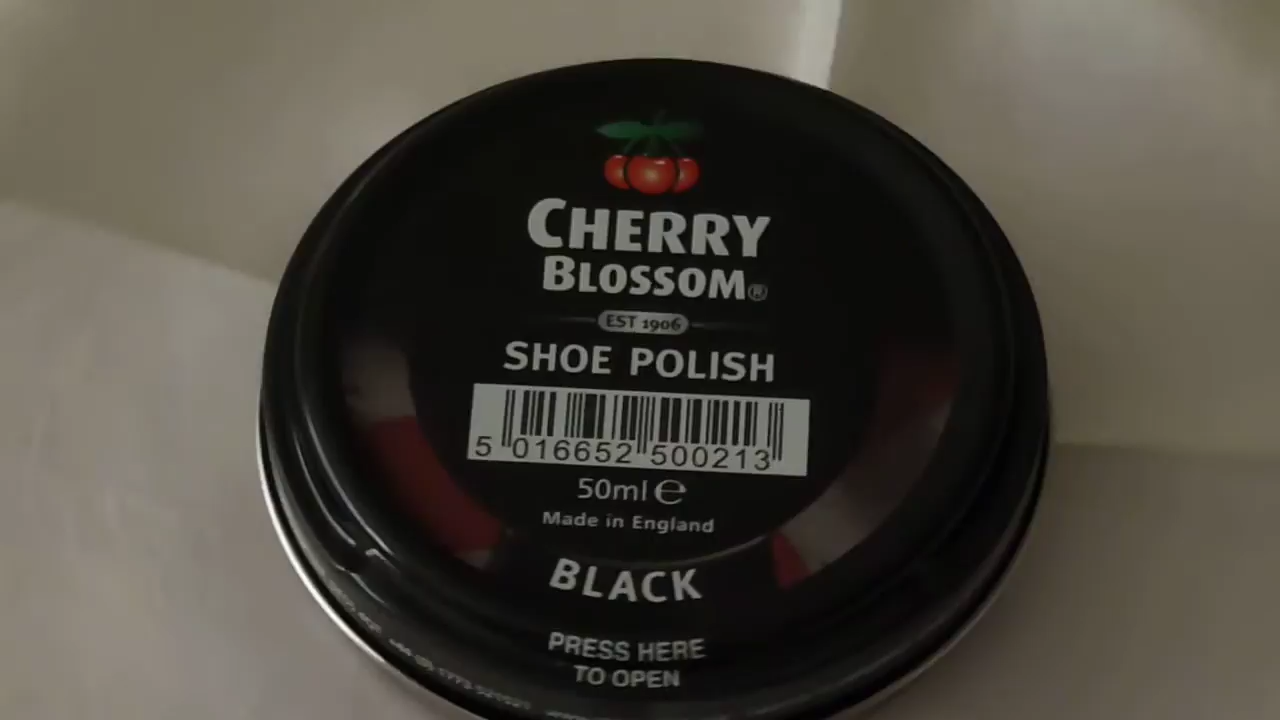 CHERRY
BLOSSOM®
EST 1906
SHOE POLISH
5 016652 500213
50ml ℮
Made in England
BLACK
PRESS HERE
TO OPEN